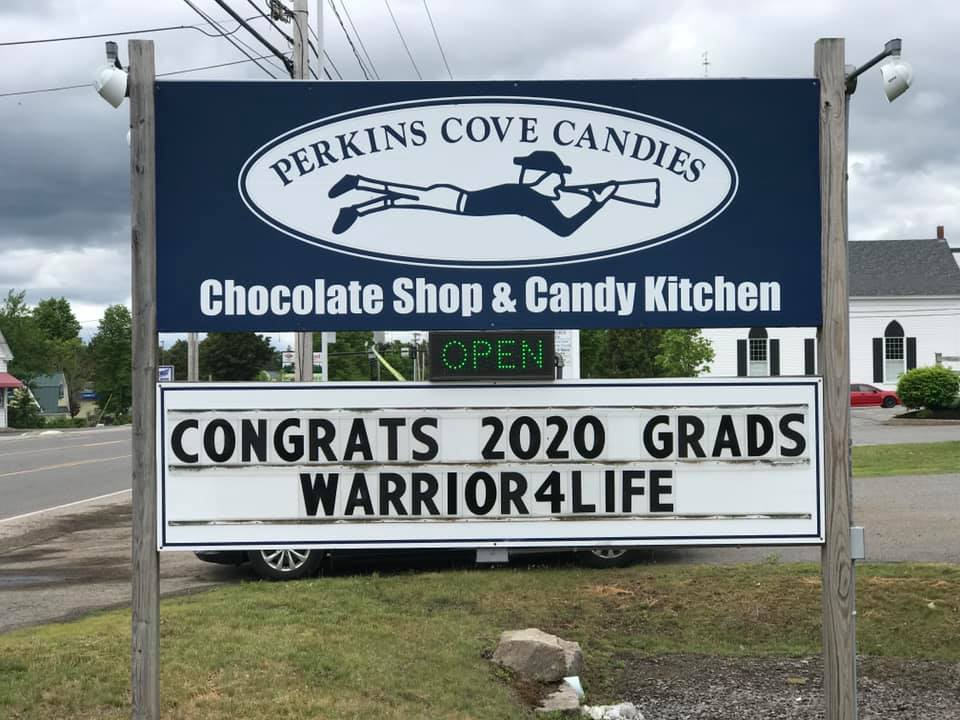 PERKINS COVE CANDIES
Chocolate Shop & Candy Kitchen
OPEN
CONGRATS 2020 GRADS
WARRIOR4LIFE